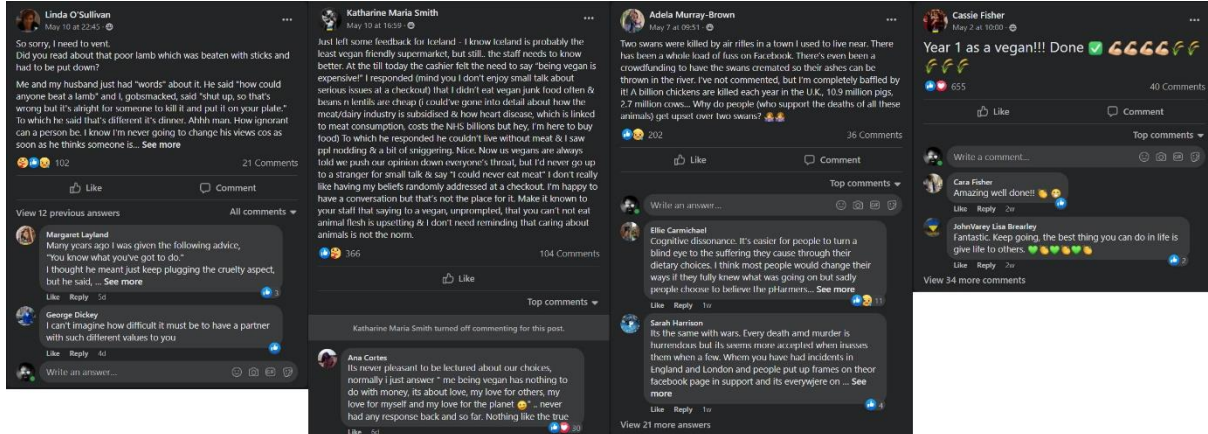 Linda O'Sullivan
May 10 at 22:45 ·
So sorry, I need to vent.
Did you read about that poor lamb which was beaten with sticks and
had to be put down?
Me and my husband just had "words" about it. He said "how could
anyone beat a lamb" and I, gobsmacked, said "shut up, so that's
wrong but it's alright for someone to kill it and put it on your plate."
To which he said that's different it's dinner. Ahhh man. How ignorant
can a person be. I know I'm never going to change his views cos as
soon as he thinks someone is... See more
102
21 Comments
Like
Comment
View 12 previous answers
All comments
Margaret Layland
Many years ago I was given the following advice,
"You know what you've got to do."
I thought he meant just keep plugging the cruelty aspect,
but he said, ... See more
3
Like Reply 5d
George Dickey
I can't imagine how difficult it must be to have a partner
with such different values to you
Like Reply 4d
Write an answer...
Katharine Maria Smith
May 10 at 16:59 ·
Just left some feedback for Iceland - I know Iceland is probably the
least vegan friendly supermarket, but still.. the staff needs to know
better. At the till today the cashier felt the need to say "being vegan is
expensive!" I responded (mind you I don't enjoy small talk about
serious issues at a checkout) that I didn't eat vegan junk food often &
beans n lentils are cheap (i could've gone into detail about how the
meat/dairy industry is subsidised & how heart disease, which is linked
to meat consumption, costs the NHS billions but hey, I'm here to buy
food) To which he responded he couldn't live without meat & I saw
ppl nodding & a bit of sniggering. Nice. Now us vegans are always
told we push our opinion down everyone's throat, but I'd never go up
to a stranger for small talk & say "I could never eat meat" I don't really
like having my beliefs randomly addressed at a checkout. I'm happy to
have a conversation but that's not the place for it. Make it known to
your staff that saying to a vegan, unprompted, that you can't not eat
animal flesh is upsetting & I don't need reminding that caring about
animals is not the norm.
366
104 Comments
Like
Top comments
Katharine Maria Smith turned off commenting for this post.
Ana Cortes
Its never pleasant to be lectured about our choices,
normally i just answer " me being vegan has nothing to
do with money, its about love, my love for others, my
love for myself and my love for the planet 😄" .. never
had any response back and so far. Nothing like the true
30
Like 6d
Adela Murray-Brown
May 7 at 09:51 ·
Two swans were killed by air rifles in a town I used to live near. There
has been a whole load of fuss on Facebook. There's even been a
crowdfunding to have the swans cremated so their ashes can be
thrown in the river. I've not commented, but I'm completely baffled by
it! A billion chickens are killed each year in the U.K., 10.9 million pigs,
2.7 million cows... Why do people (who support the deaths of all these
animals) get upset over two swans? 🤷🤷
202
36 Comments
Like
Comment
Top comments
Write an answer...
Ellie Carmichael
Cognitive dissonance. It's easier for people to turn a
blind eye to the suffering they cause through their
dietary choices. I think most people would change their
ways if they fully knew what was going on but sadly
people choose to believe the pHarmers... See more
11
Like Reply 1w
Sarah Harrison
Its the same with wars. Every death amd murder is
hurrendous but its seems more accepted when inasses
them when a few. Whem you have had incidents in
England and London and people put up frames on theor
facebook page in support and its everywjere on ... See
more
4
Like Reply 1w
View 21 more answers
Cassie Fisher
May 2 at 10:00 ·
Year 1 as a vegan!!! Done ✅ 💪💪💪💪🌾🌾
🌾🌾🌾
655
40 Comments
Like
Comment
Top comments
Write a comment...
Cara Fisher
Amazing well done!! 👏 😁
Like Reply 2w
JohnVarey Lisa Brearley
Fantastic. Keep going, the best thing you can do in life is
give life to others. 💚👏💚👏💚👏
2
Like Reply 2w
View 34 more comments